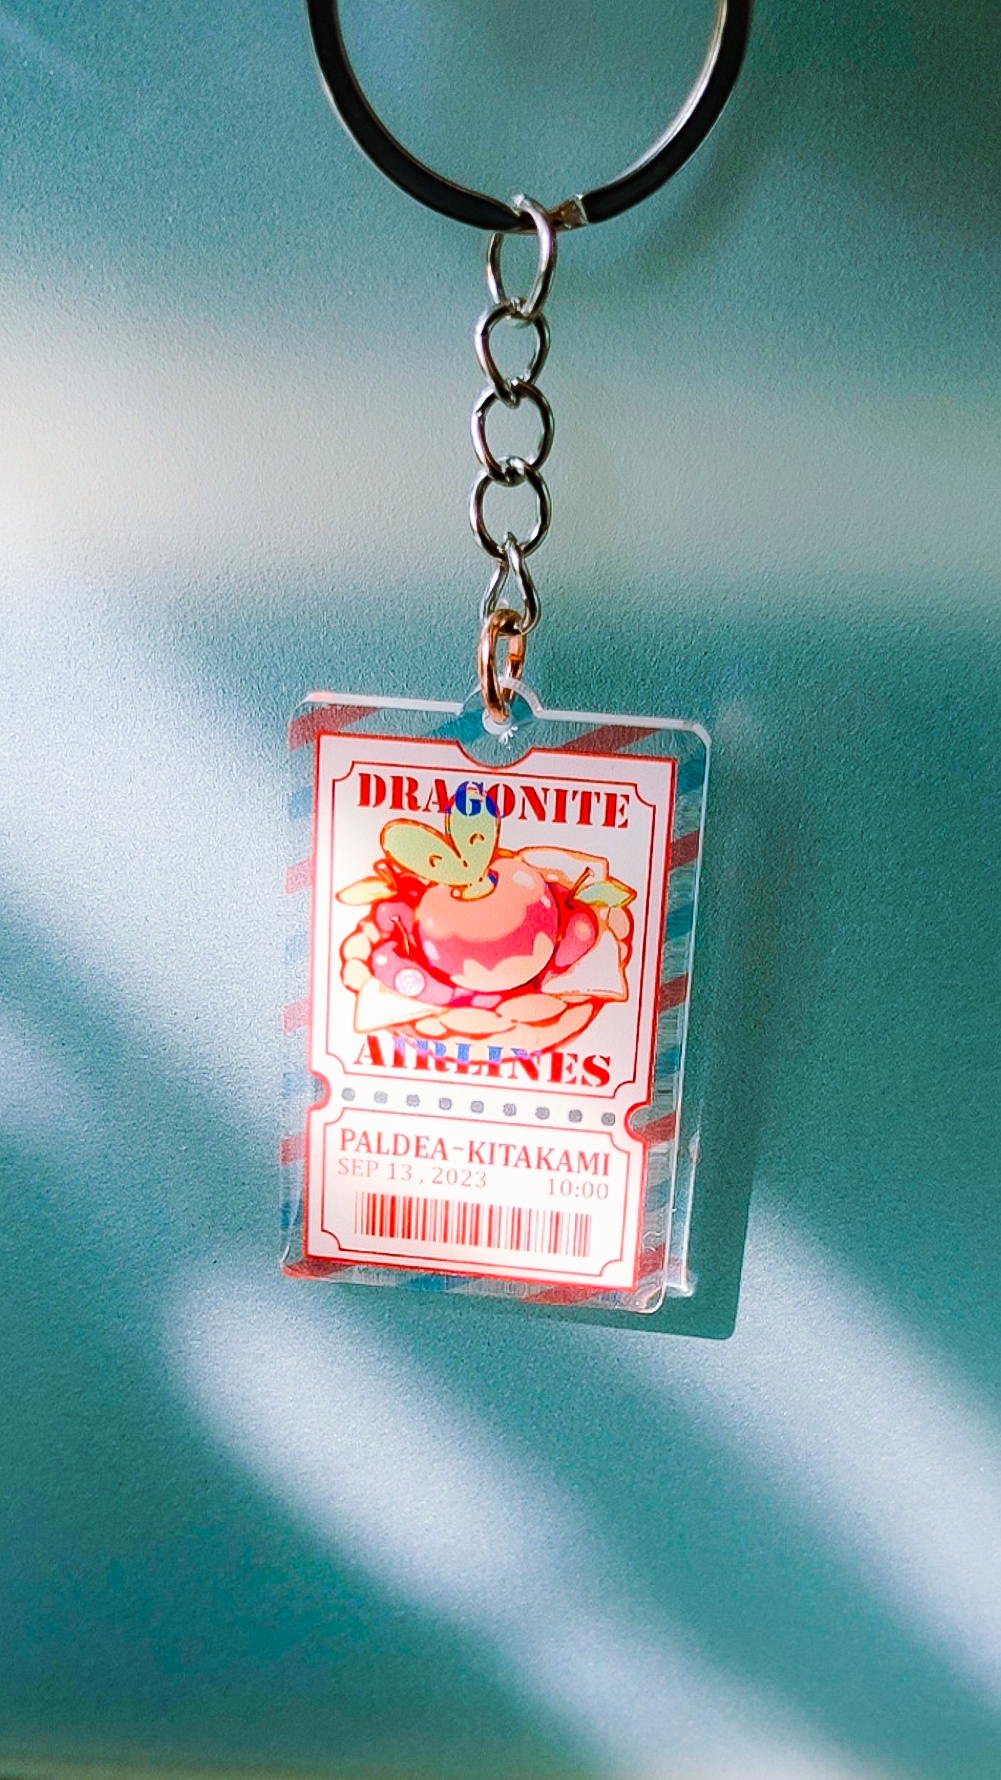 DRAGONITE
AIRLINES
PALDEA-KITAKAMI
SEP 13, 2023 10:00